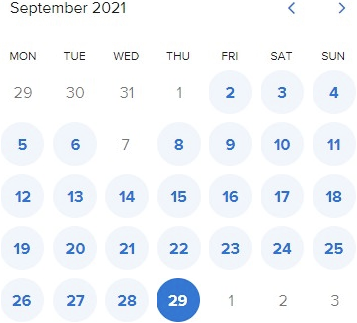 September 2021
MON TUE WED THU FRI SAT SUN
29 30 31 1 2 3 4
5 6 7 8 9 10 11
12 13 14 15 16 17 18
19 20 21 22 23 24 25
26 27 28 29 1 2 3